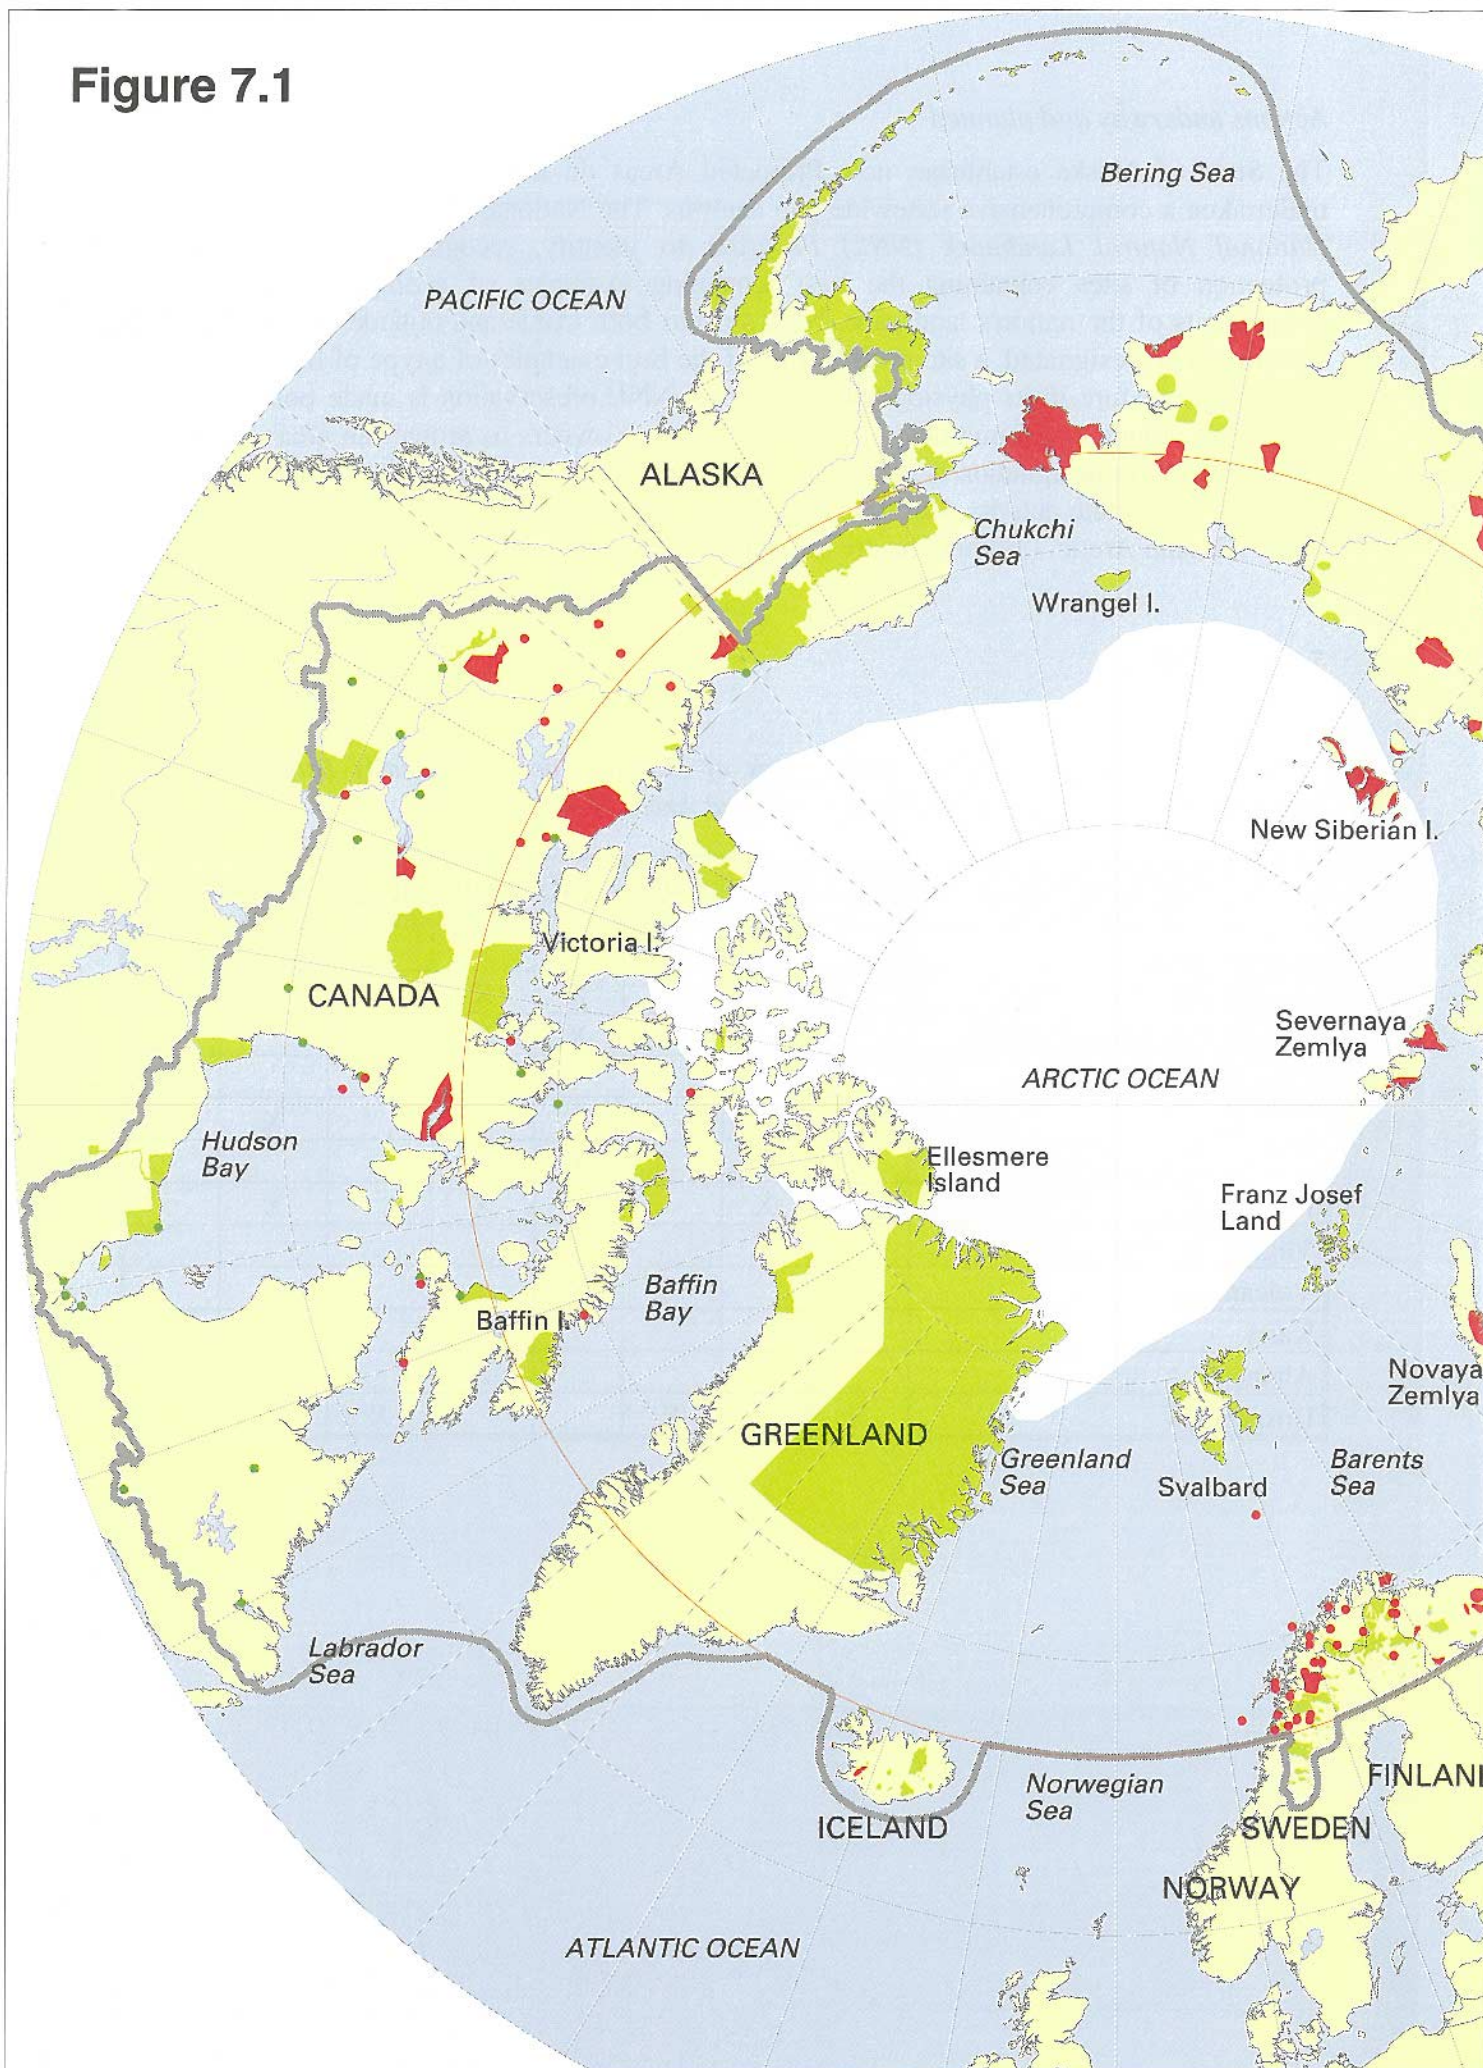 Figure 7.1
Bering Sea
PACIFIC OCEAN
ALASKA
Chukchi
Sea
Wrangel I.
New Siberian I.
Victoria I.
CANADA
Severnaya
Zemlya
ARCTIC OCEAN
Hudson
Bay
Ellesmere
Island
Franz Josef
Land
Baffin
Bay
Baffin I.
Novaya
Zemlya
GREENLAND
Greenland
Sea
Svalbard
Barents
Sea
Labrador
Sea
Norwegian
Sea
FINLAN
ICELAND
SWEDEN
NORWAY
ATLANTIC OCEAN